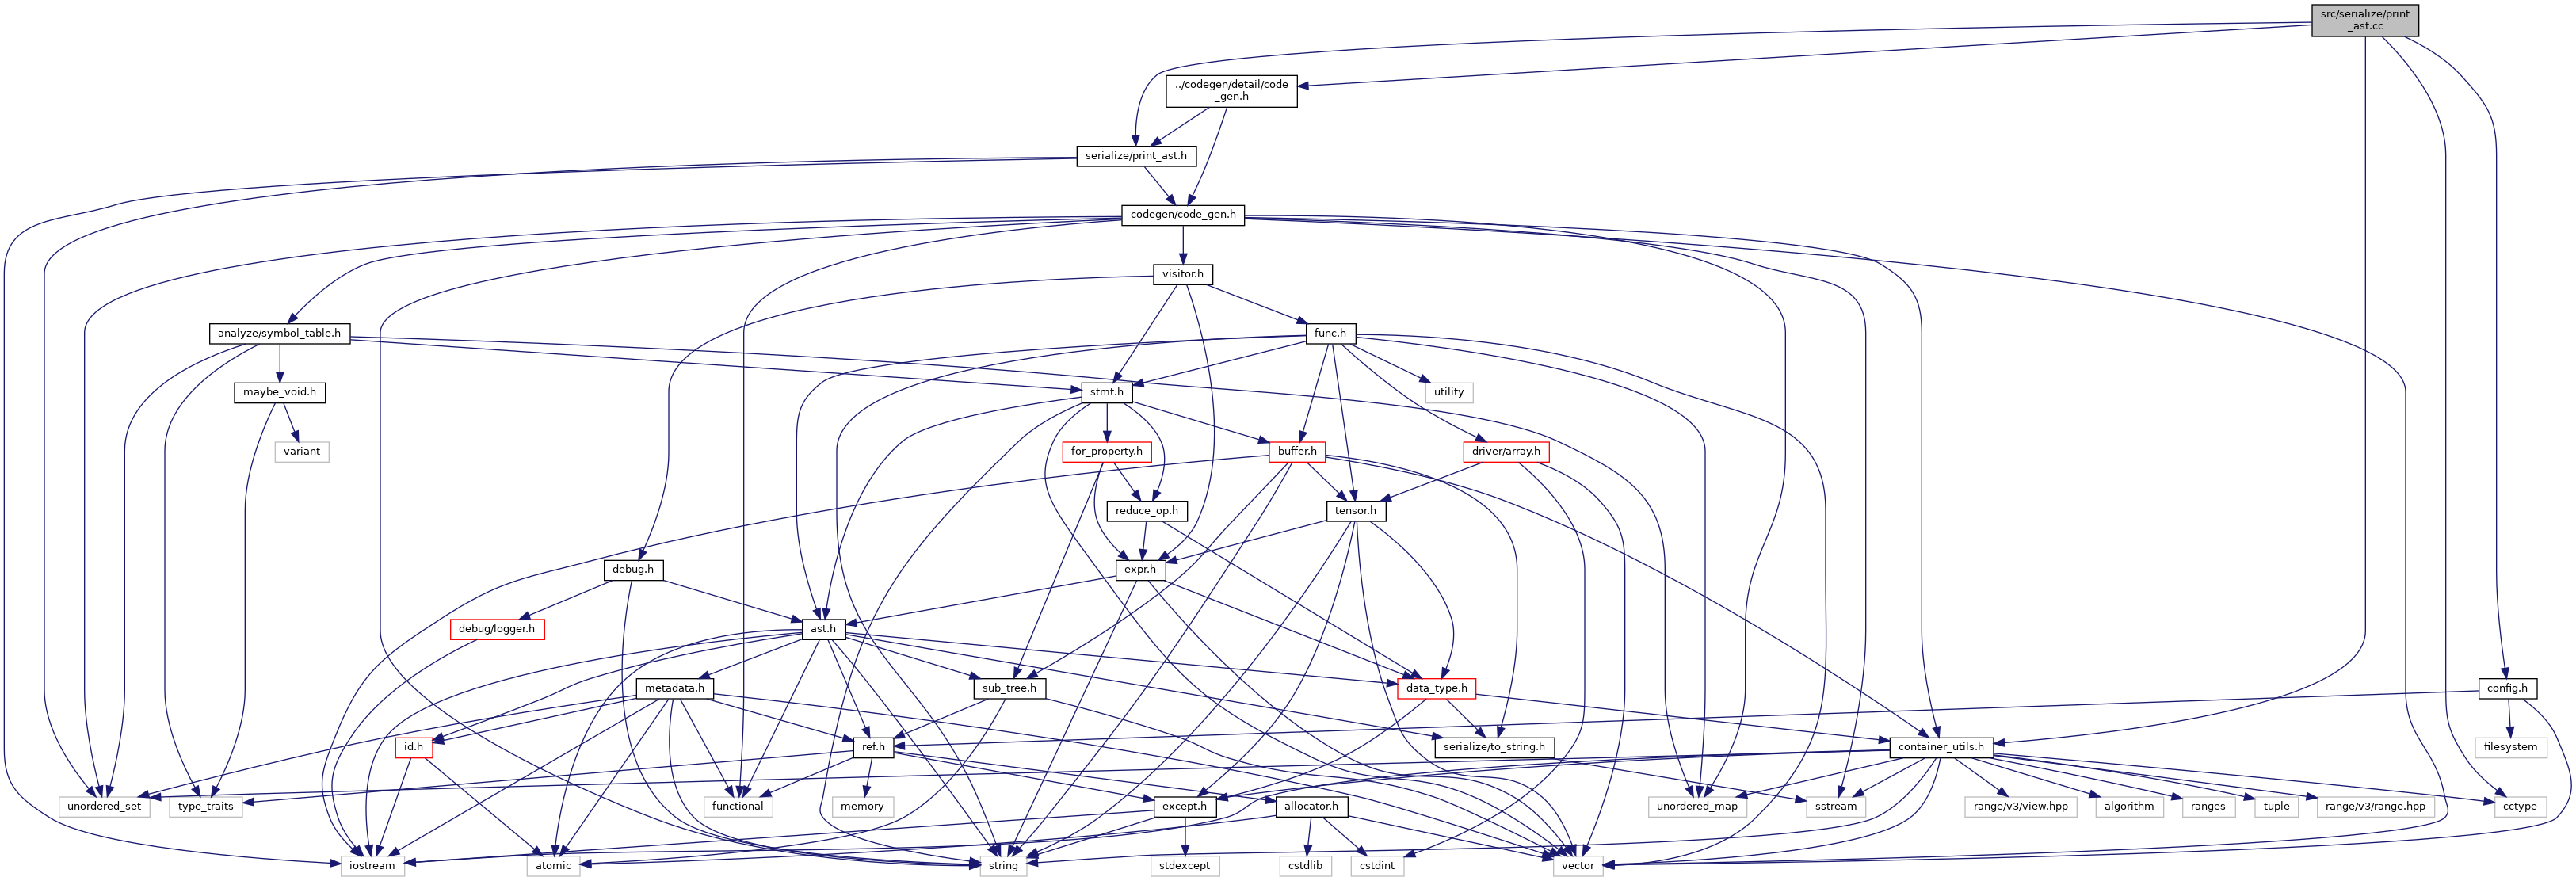 src/serialize/print
_ast.cc
../codegen/detail/code
_gen.h
serialize/print_ast.h
codegen/code_gen.h
visitor.h
analyze/symbol_table.h
func.h
maybe_void.h
stmt.h
utility
variant
for_property.h
buffer.h
driver/array.h
reduce_op.h
tensor.h
debug.h
expr.h
debug/logger.h
ast.h
metadata.h
sub_tree.h
data_type.h
config.h
id.h
ref.h
serialize/to_string.h
container_utils.h
filesystem
unordered_set
type_traits
functional
memory
except.h
allocator.h
unordered_map
sstream
range/v3/view.hpp
algorithm
ranges
tuple
range/v3/range.hpp
cctype
iostream
atomic
string
stdexcept
cstdlib
cstdint
vector